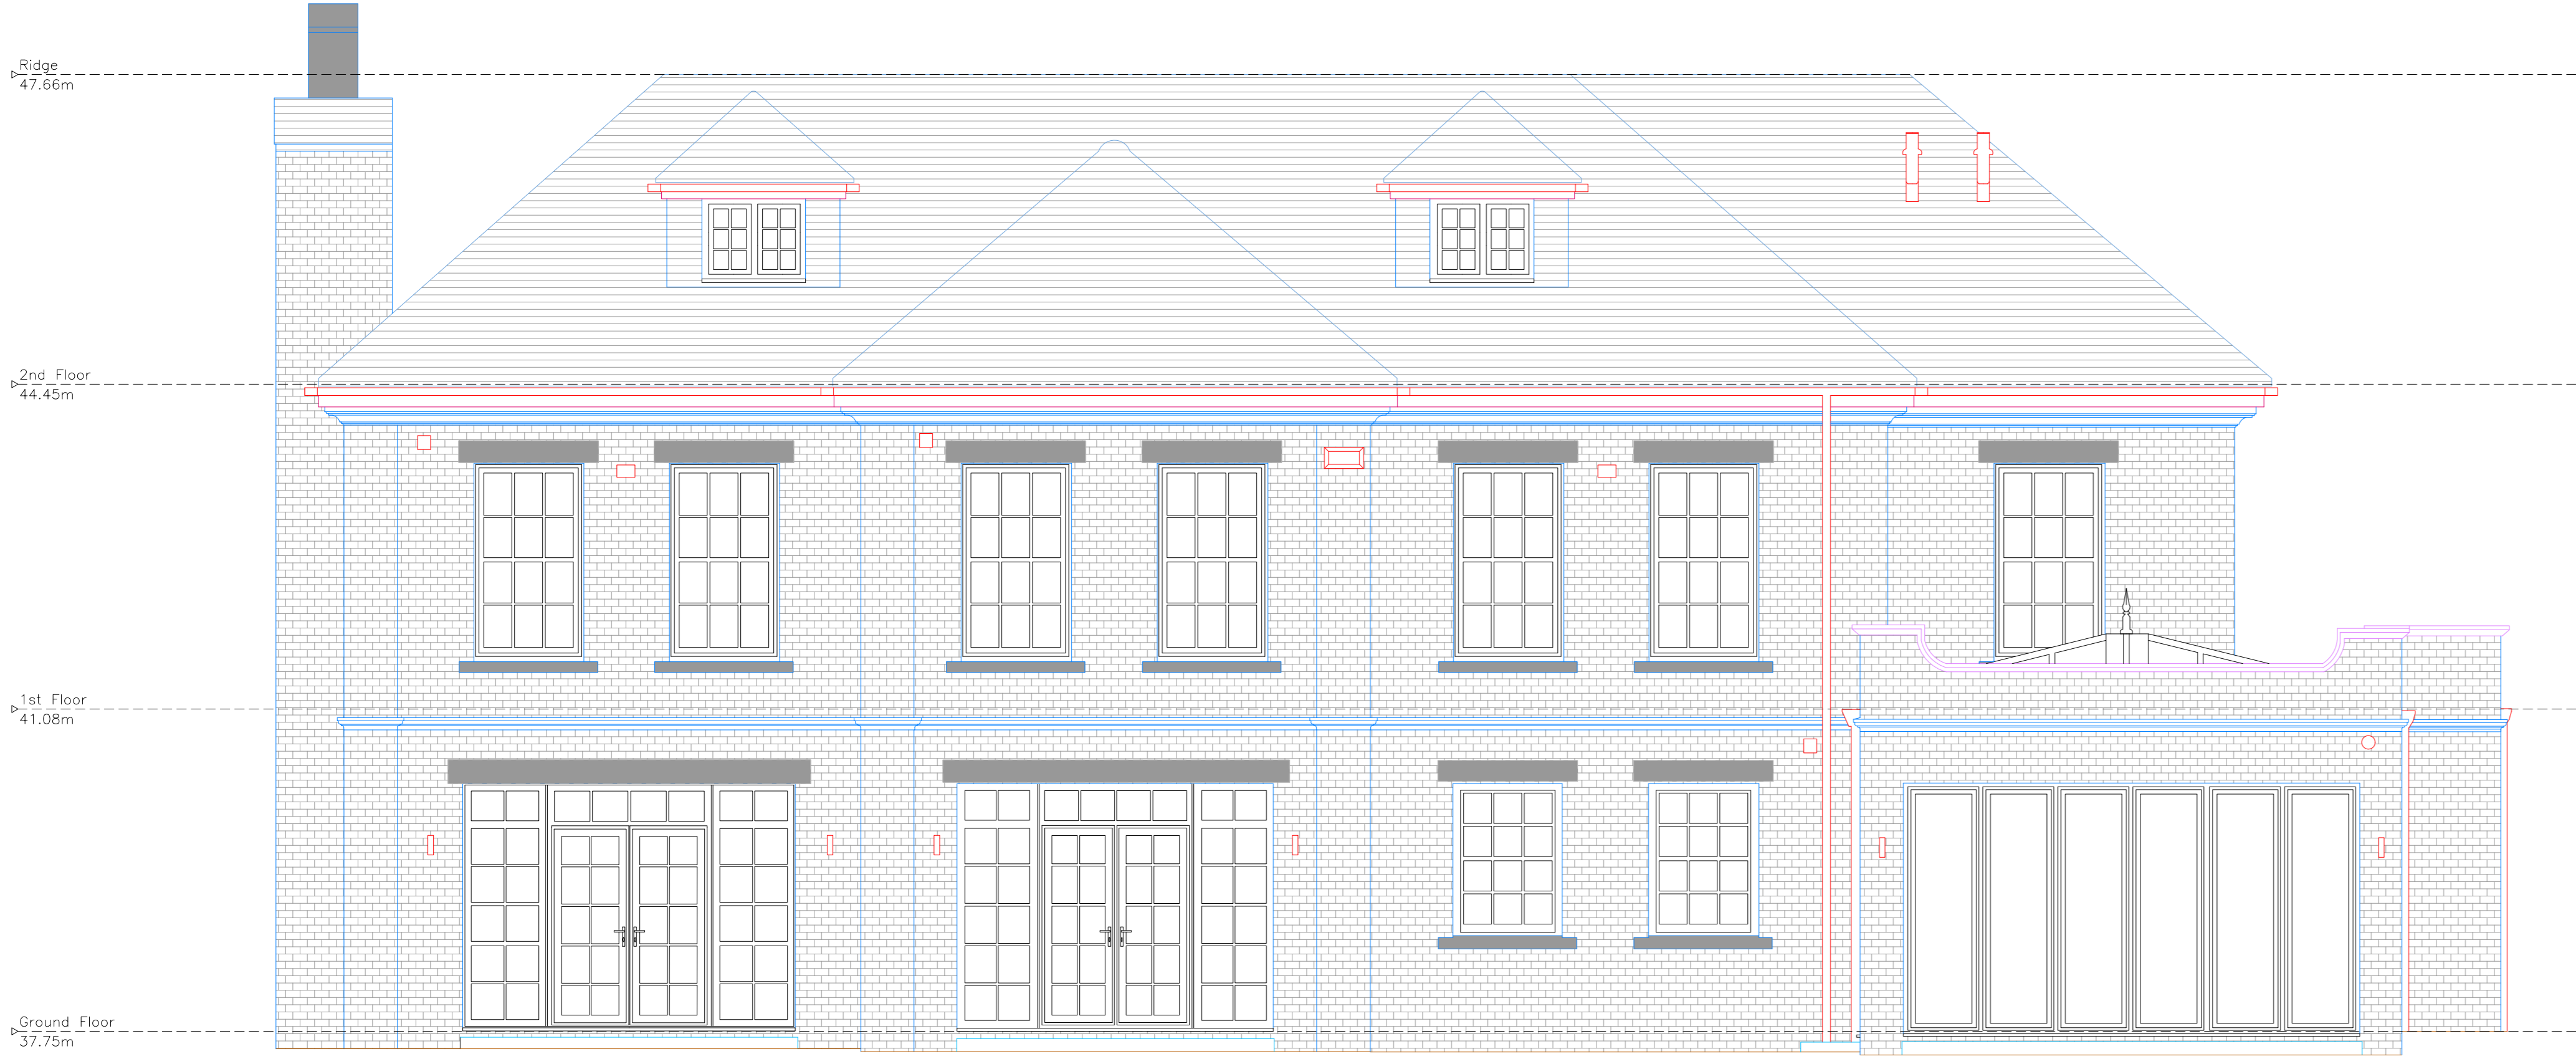 Ridge
47.66m
2nd Floor
44.45m
1st Floor
41.08m
Ground Floor
37.75m